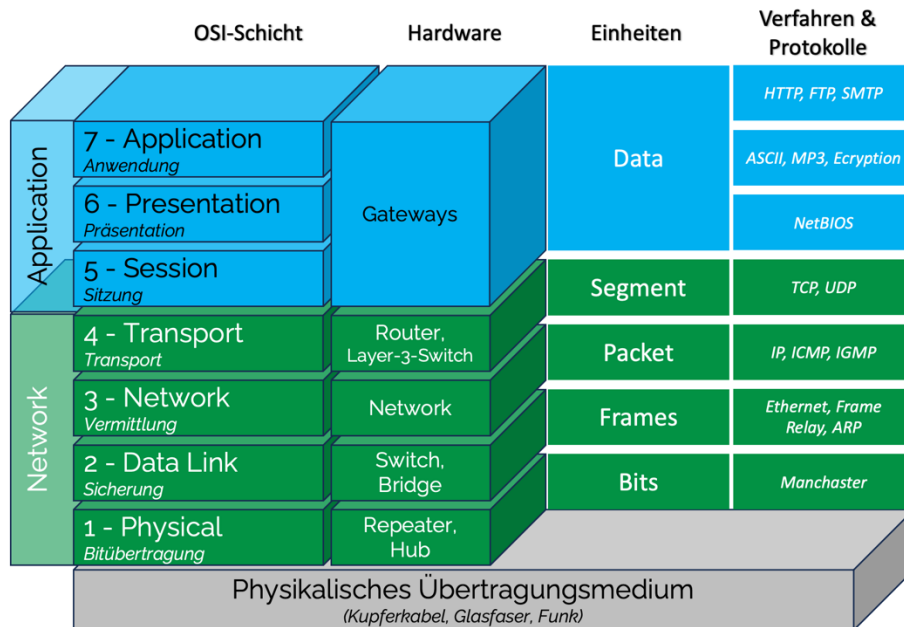 OSI-Schicht
Hardware
Einheiten
Verfahren &
Protokolle
Application
Network
7 - Application
Anwendung
6 - Presentation
Präsentation
5 - Session
Sitzung
4 - Transport
Transport
3 - Network
Vermittlung
2 - Data Link
Sicherung
1 - Physical
Bitübertragung
Gateways
Router,
Layer-3-Switch
Network
Switch,
Bridge
Repeater,
Hub
Data
Segment
Packet
Frames
Bits
HTTP, FTP, SMTP
ASCII, MP3, Ecryption
NetBIOS
TCP, UDP
IP, ICMP, IGMP
Ethernet, Frame
Relay, ARP
Manchaster
Physikalisches Übertragungsmedium
(Kupferkabel, Glasfaser, Funk)